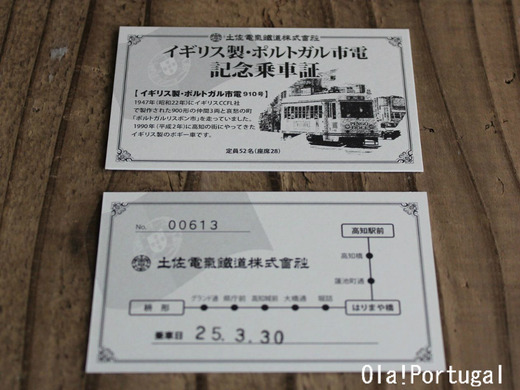 土佐電氣鐵道株式會社
イギリス製・ポルトガル市電
記念乗車証
【イギリス製・ポルトガル市電 910号】
1947年(昭和22年)にイギリスCCFL社
で製作された900形の仲間3両と哀愁の町
「ポルトガルリスボン市」を走っていました。
1990年(平成2年)に高知の街にやってきた
イギリス製のボギー車です。
定員52名(座席28)
No. 00613
高知駅前
土佐電氣鐵道株式會社
高知橋
蓮池町通
グランド通 県庁前 高知城前 大橋通 堀詰
枡形
はりまや橋
乗車日 25.3.30
Ola!Portugal